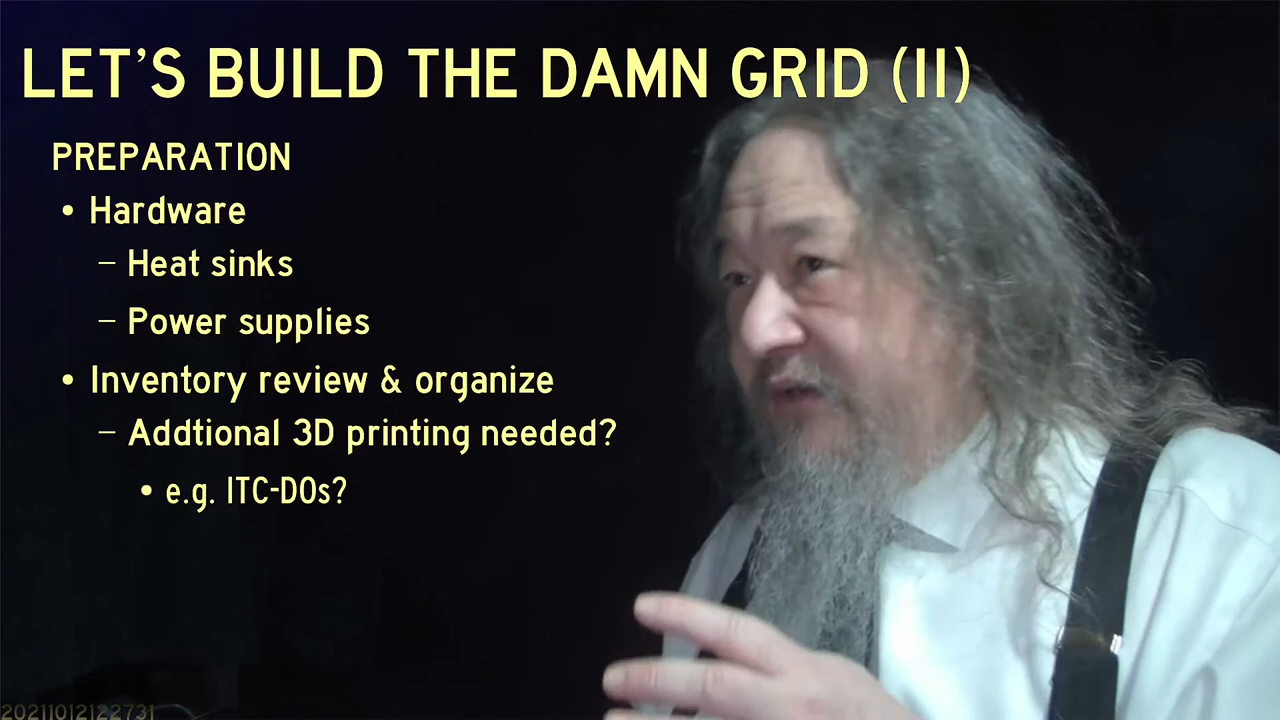 LET'S BUILD THE DAMN GRID (II)
PREPARATION
• Hardware
– Heat sinks
– Power supplies
• Inventory review & organize
– Addtional 3D printing needed?
• e.g. ITC-DOs?
20211012122731